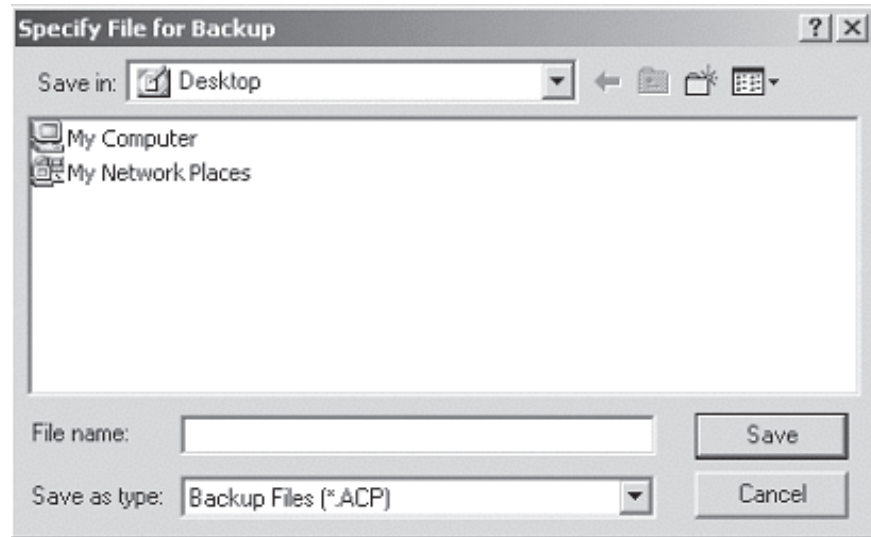 Specify File for Backup
Save in: Desktop
My Computer
My Network Places
File name:
Save
Save as type: Backup Files (*.ACP)
Cancel